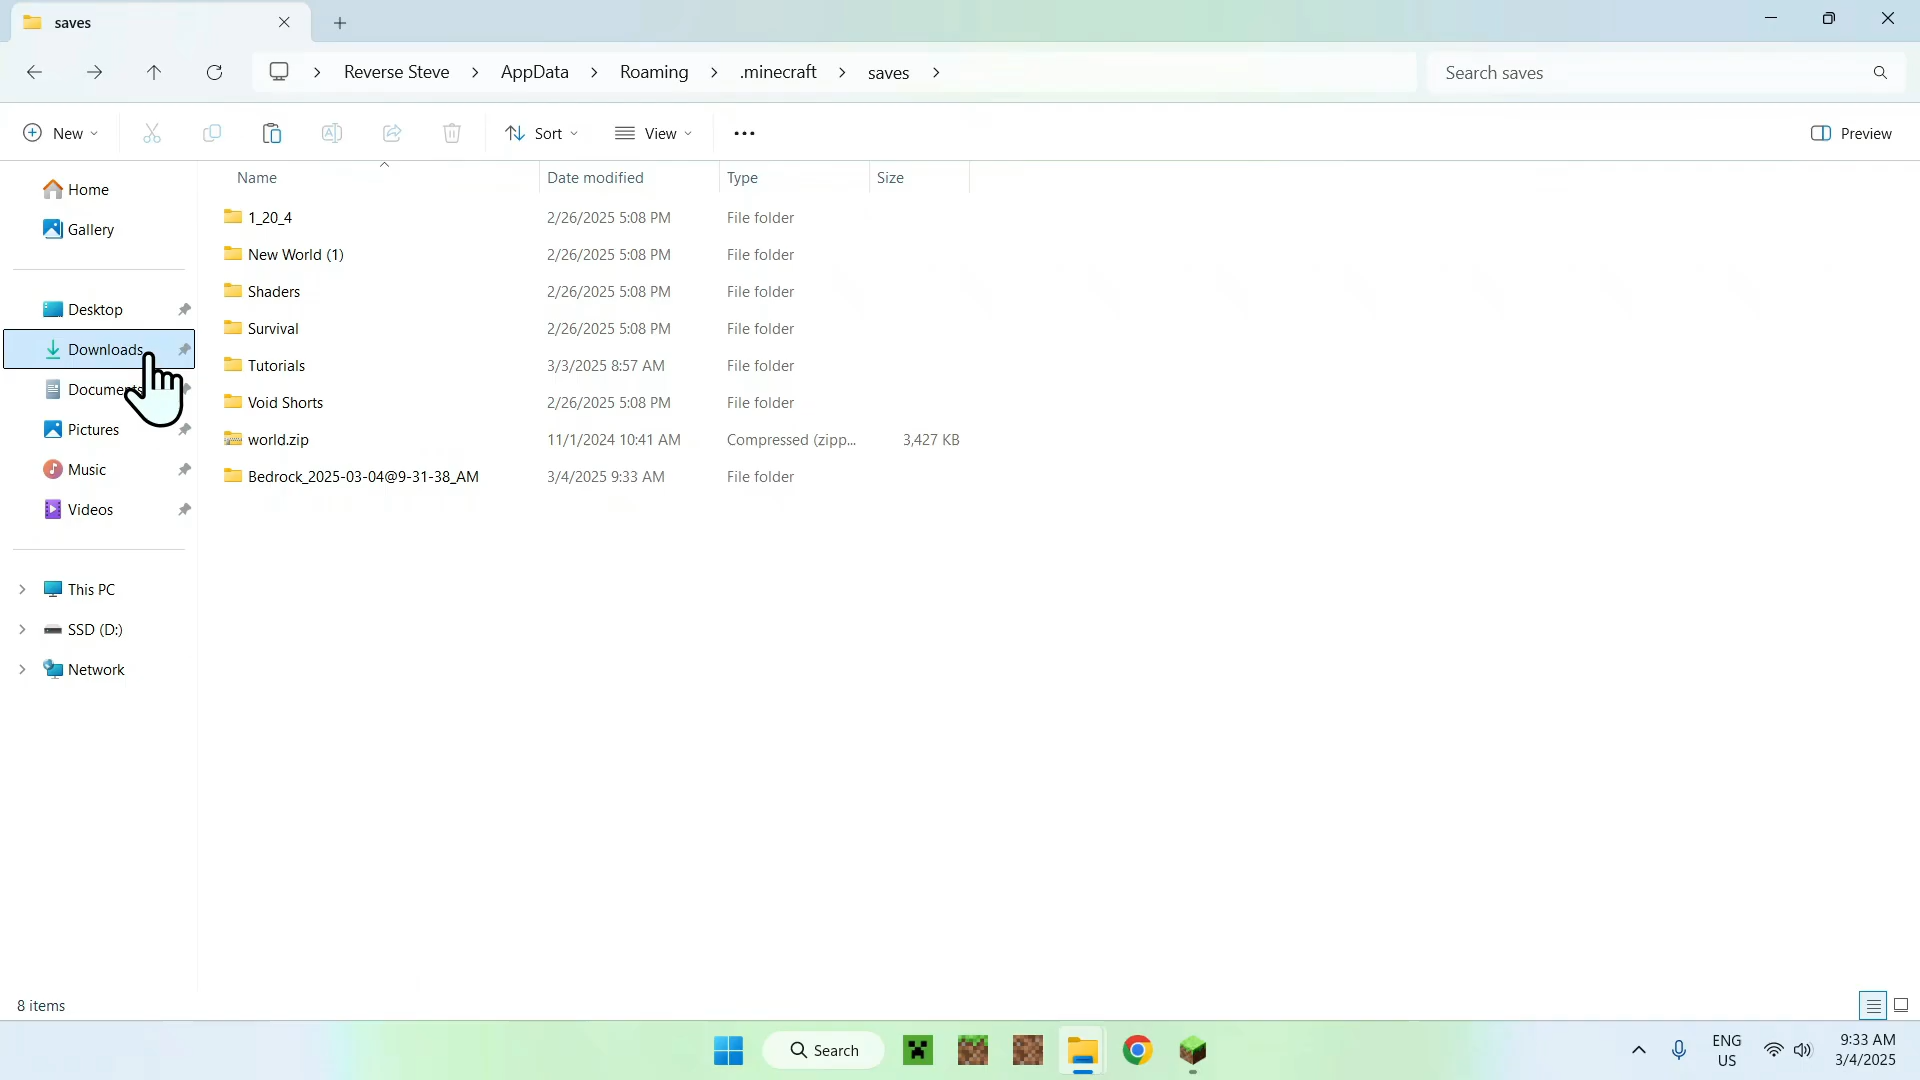 saves
Reverse Steve > AppData > Roaming > .minecraft > saves >
Search saves
New
Sort
View
Preview
Name Date modified Type Size
Home
Gallery
Desktop
Downloads
Documents
Pictures
Music
Videos
This PC
SSD (D:)
Network
1_20_4 2/26/2025 5:08 PM File folder
New World (1) 2/26/2025 5:08 PM File folder
Shaders 2/26/2025 5:08 PM File folder
Survival 2/26/2025 5:08 PM File folder
Tutorials 3/3/2025 8:57 AM File folder
Void Shorts 2/26/2025 5:08 PM File folder
world.zip 11/1/2024 10:41 AM Compressed (zipp... 3,427 KB
Bedrock_2025-03-04@9-31-38_AM 3/4/2025 9:33 AM File folder
8 items
Search
ENG
US
9:33 AM
3/4/2025